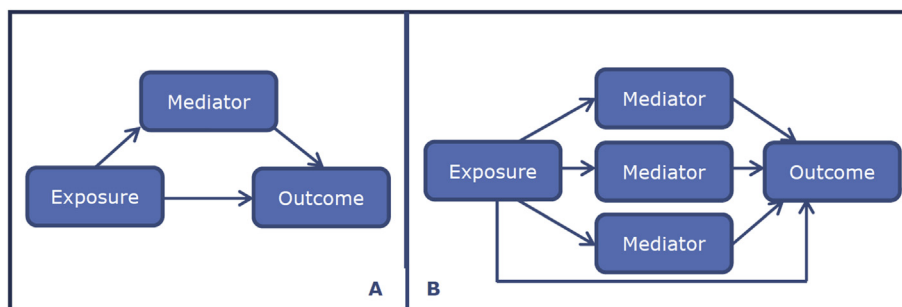 Mediator
Exposure
Outcome
A
Mediator
Exposure
Mediator
Outcome
Mediator
B